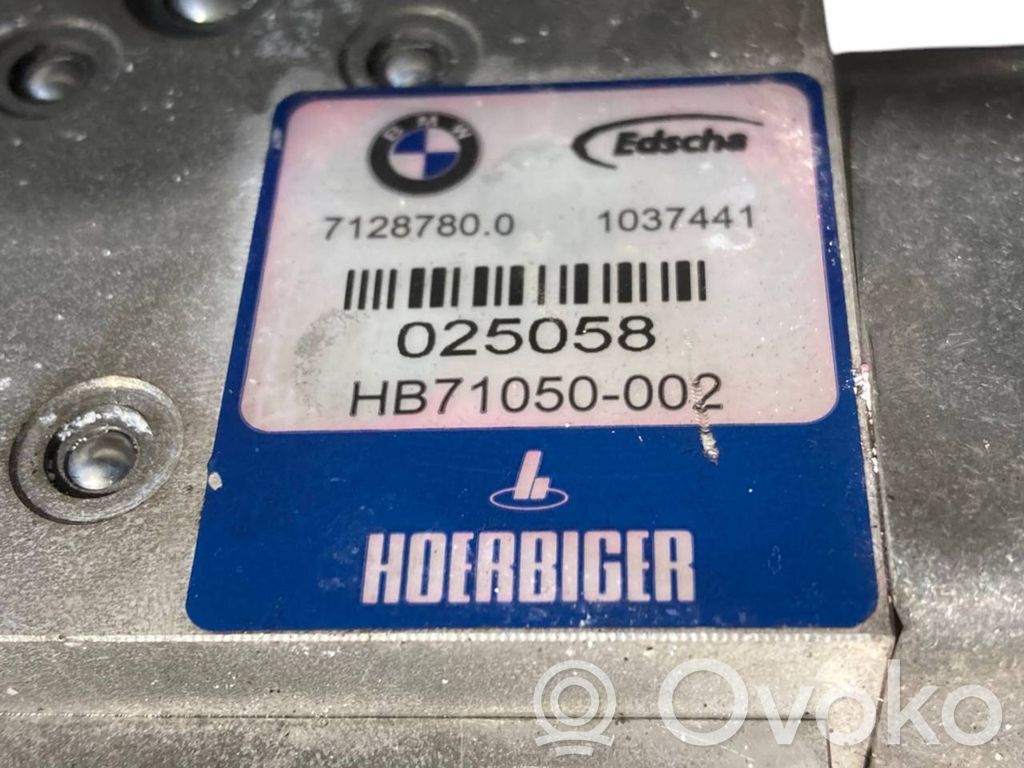 BMW Edscha
7128780.0 1037441
025058
HB71050-002
HOERBIGER
Ovoko